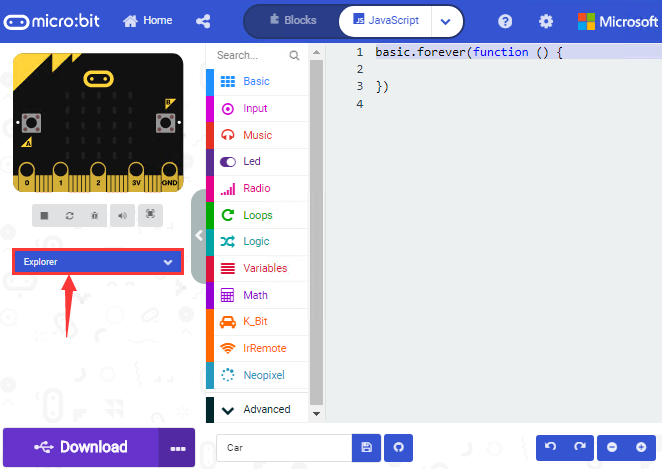 micro:bit
Home
Blocks
JavaScript
Microsoft
B
A
0 1 2 3V GND
Explorer
Search...
Basic
Input
Music
Led
Radio
Loops
Logic
Variables
Math
K_Bit
IrRemote
Neopixel
Advanced
1 basic.forever(function () {
2
3 })
4
Download
Car